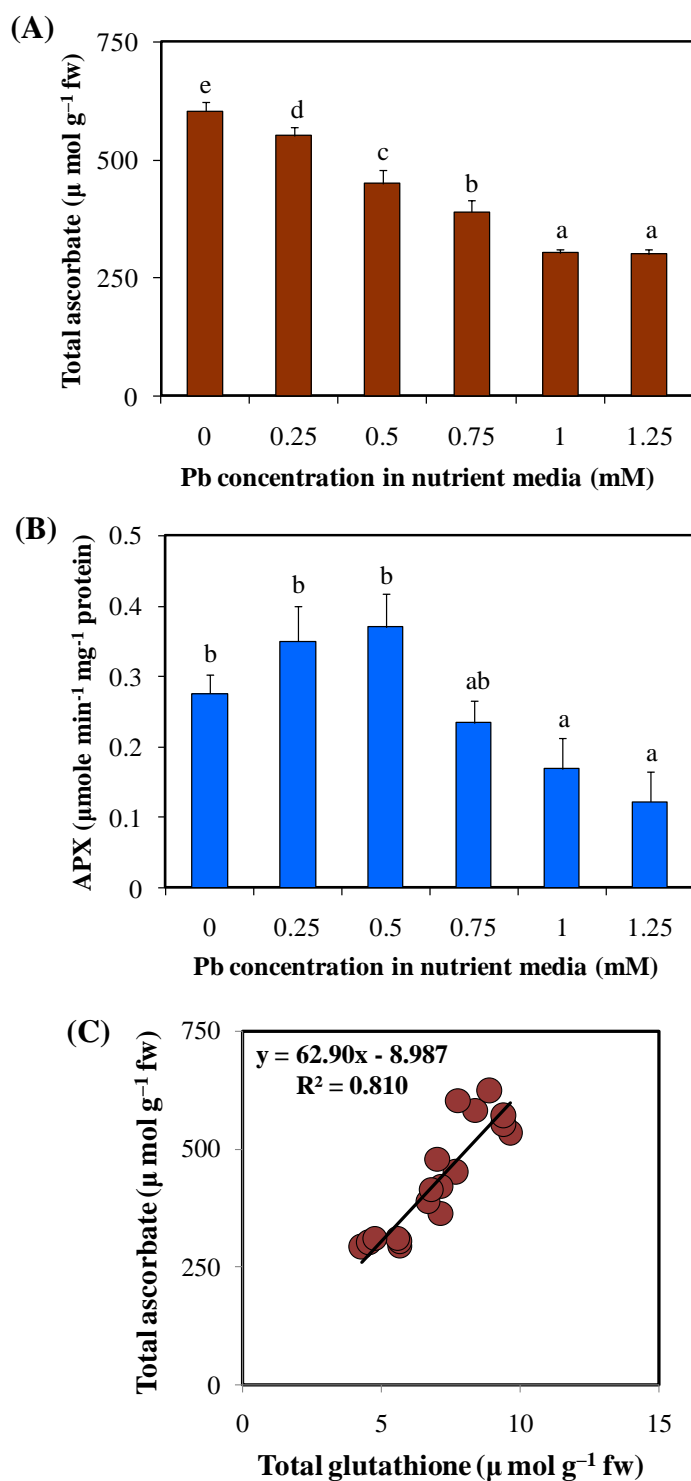 (A)
Total ascorbate (µ mol g⁻¹ fw)
750
500
250
0
e
d
c
b
a
a
0 0.25 0.5 0.75 1 1.25
Pb concentration in nutrient media (mM)
(B)
APX (µmole min⁻¹ mg⁻¹ protein)
0.5
0.4
0.3
0.2
0.1
0
b
b
b
ab
a
a
0 0.25 0.5 0.75 1 1.25
Pb concentration in nutrient media (mM)
(C)
Total ascorbate (µ mol g⁻¹ fw)
750
500
250
0
y = 62.90x - 8.987
R² = 0.810
0 5 10 15
Total glutathione (µ mol g⁻¹ fw)